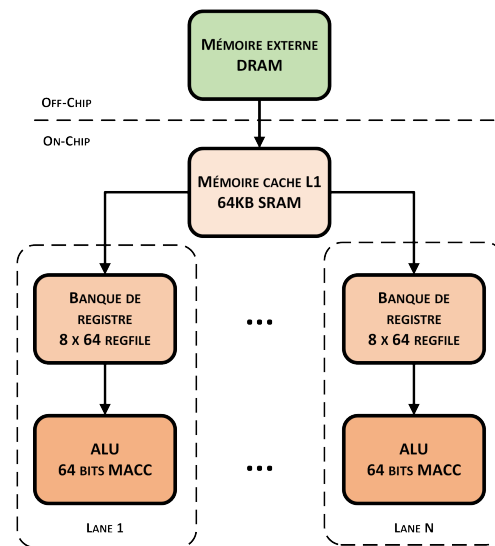 MÉMOIRE EXTERNE
DRAM
OFF-CHIP
ON-CHIP
MÉMOIRE CACHE L1
64KB SRAM
BANQUE DE
REGISTRE
8 X 64 REGFILE
...
BANQUE DE
REGISTRE
8 X 64 REGFILE
ALU
64 BITS MACC
...
ALU
64 BITS MACC
LANE 1
LANE N